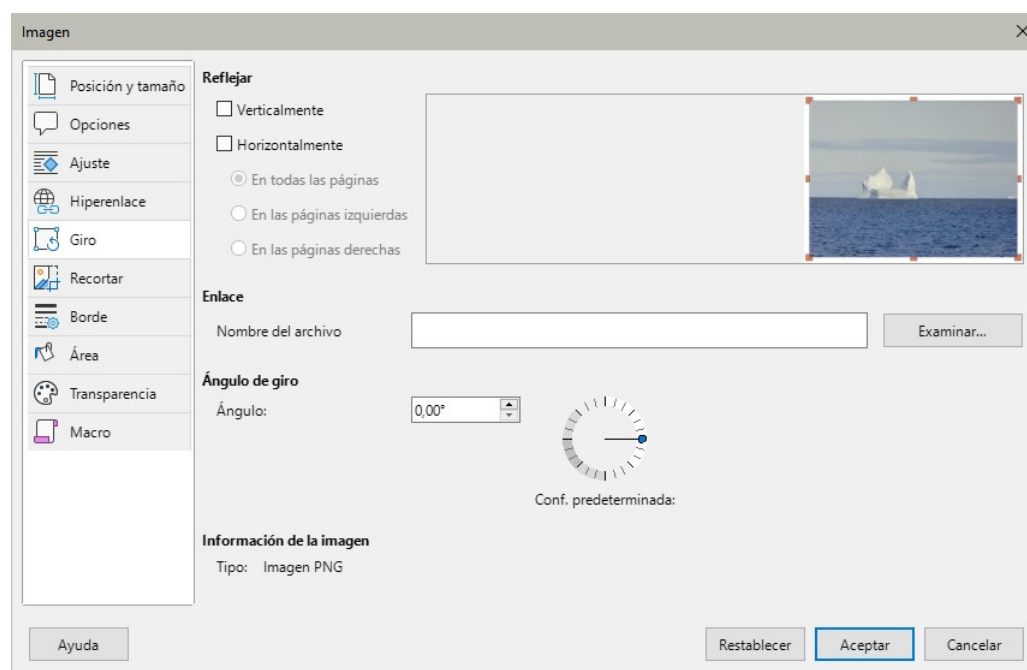 Imagen
Posición y tamaño
Opciones
Ajuste
Hiperenlace
Giro
Recortar
Borde
Área
Transparencia
Macro
Reflejar
Verticalmente
Horizontalmente
En todas las páginas
En las páginas izquierdas
En las páginas derechas
Enlace
Nombre del archivo
Examinar...
Ángulo de giro
Ángulo: 0,00°
Conf. predeterminada:
Información de la imagen
Tipo: Imagen PNG
Ayuda Restablecer Aceptar Cancelar